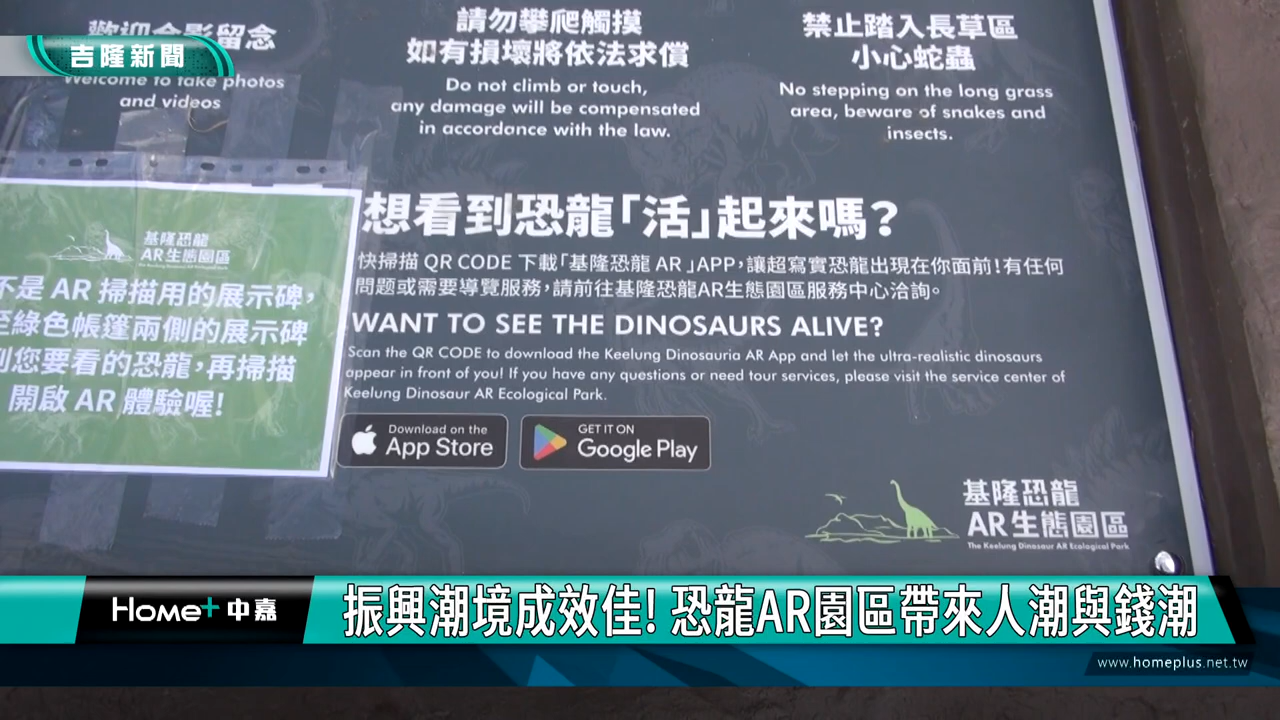 吉隆新聞
歡迎合影留念
Welcome to take photos
and videos
請勿攀爬觸摸
如有損壞將依法求償
Do not climb or touch,
any damage will be compensated
in accordance with the law.
禁止踏入長草區
小心蛇蟲
No stepping on the long grass
area, beware of snakes and
insects.
基隆恐龍
AR生態園區
The Keelung Dinosaur AR Ecological Park
不是 AR 掃描用的展示碑，
至綠色帳篷兩側的展示碑
到您要看的恐龍，再掃描
開啟 AR 體驗喔！
想看到恐龍「活」起來嗎？
快掃描 QR CODE 下載「基隆恐龍 AR 」APP，讓超寫實恐龍出現在你面前！有任何
問題或需要導覽服務，請前往基隆恐龍AR生態園區服務中心洽詢。
WANT TO SEE THE DINOSAURS ALIVE?
Scan the QR CODE to download the Keelung Dinosauria AR App and let the ultra-realistic dinosaurs
appear in front of you! If you have any questions or need tour services, please visit the service center of
Keelung Dinosaur AR Ecological Park.
Download on the
App Store
GET IT ON
Google Play
基隆恐龍
AR生態園區
The Keelung Dinosaur AR Ecological Park
Home+中嘉
振興潮境成效佳! 恐龍AR園區帶來人潮與錢潮
www.homeplus.net.tw